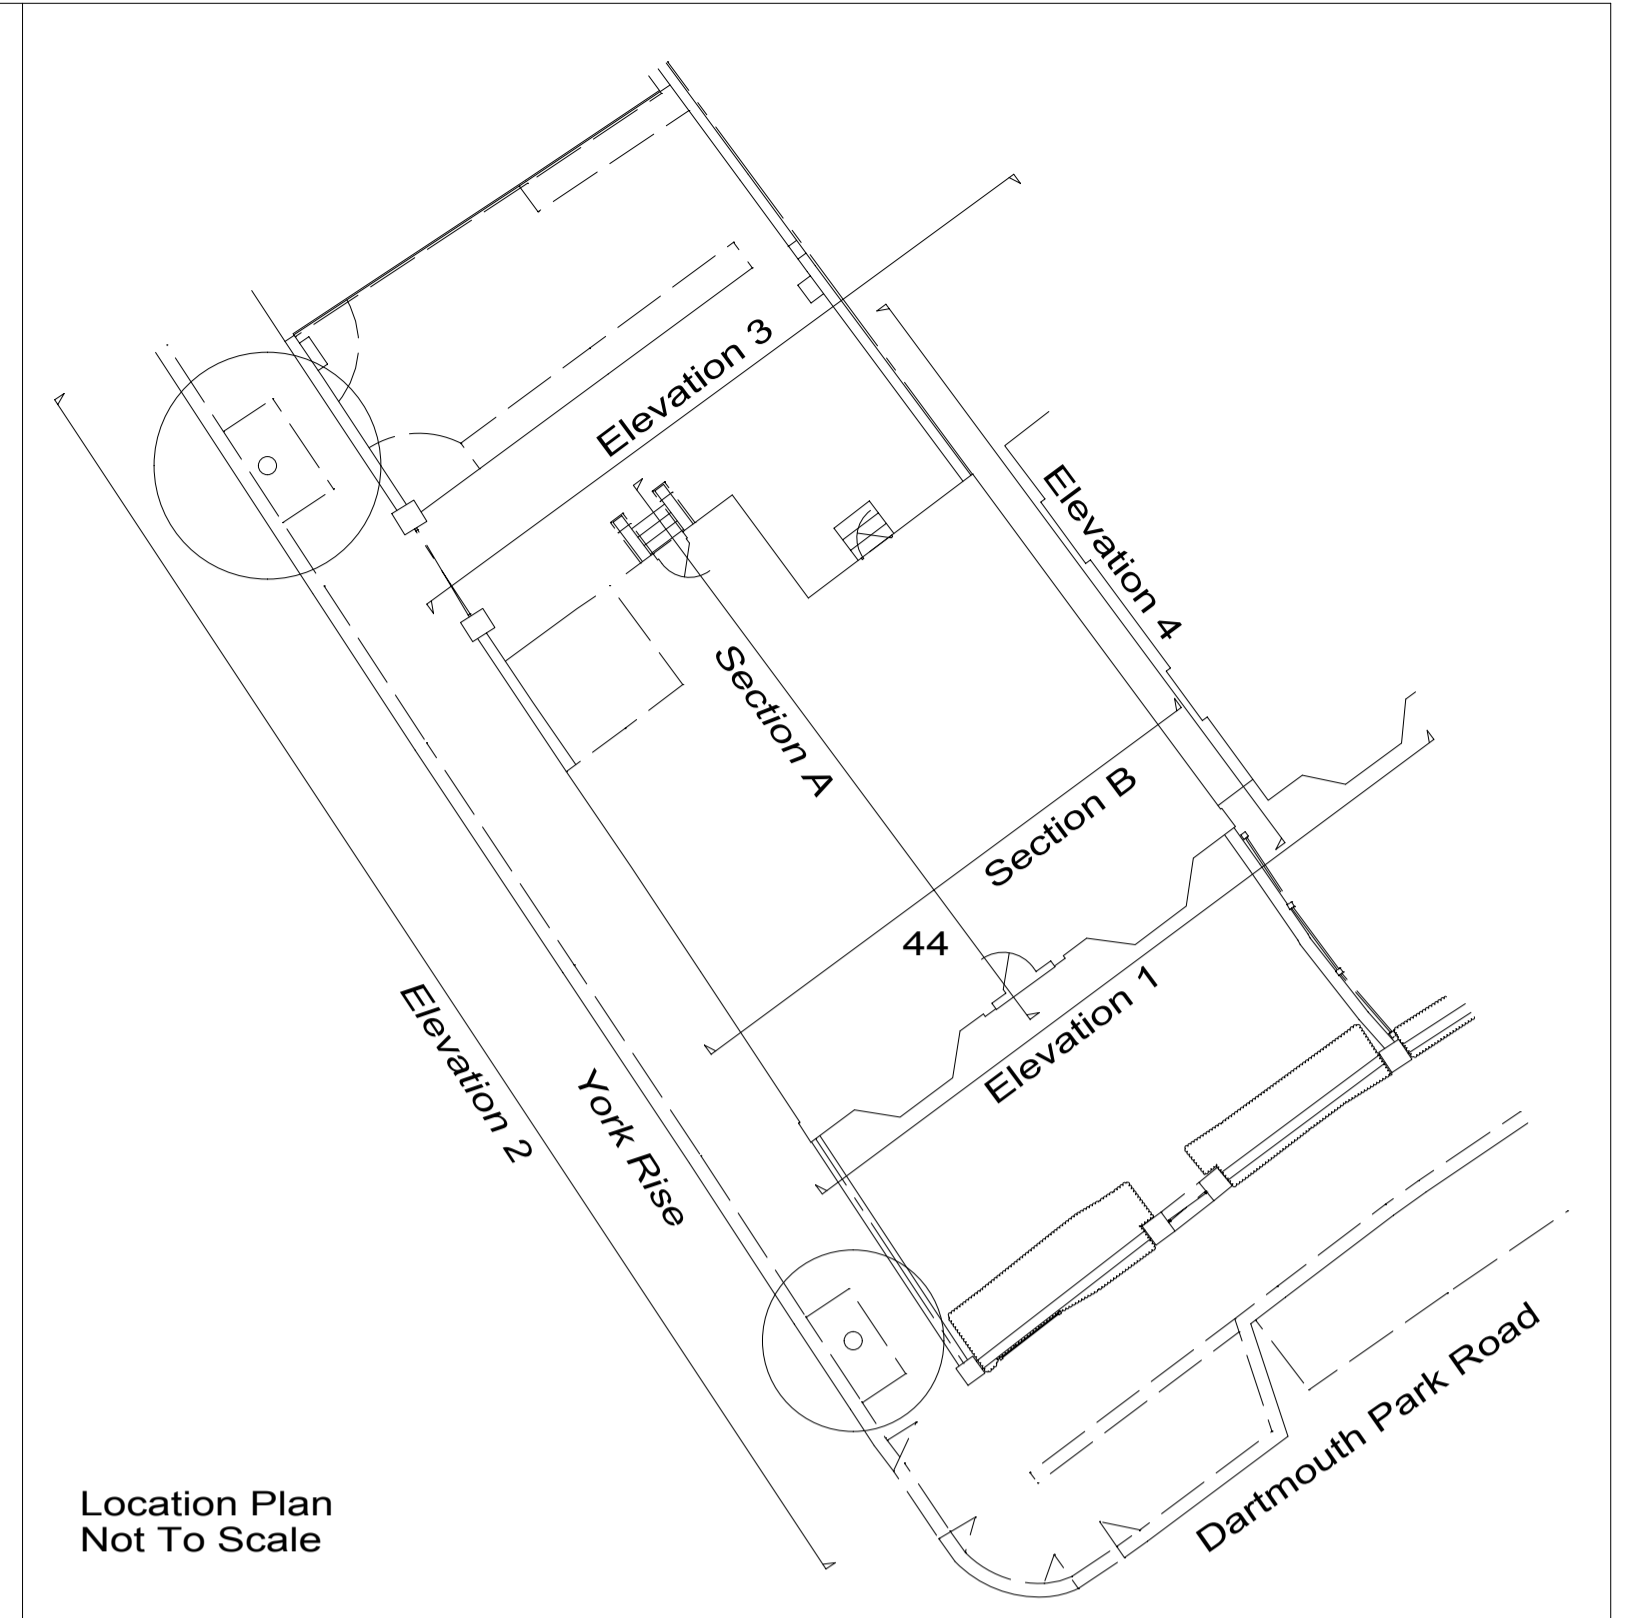 Elevation 3
Elevation 4
Section A
Section B
44
Elevation 1
Elevation 2
York Rise
Dartmouth Park Road
Location Plan
Not To Scale